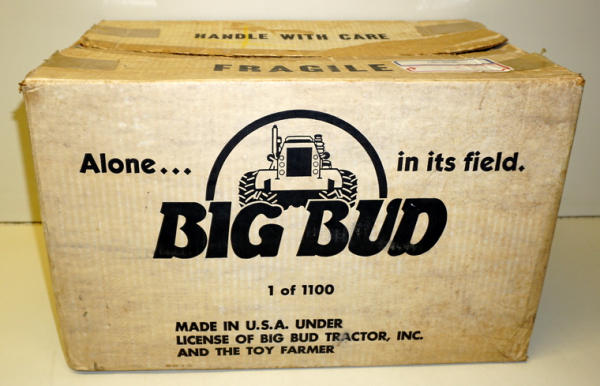 HANDLE WITH CARE
FRAGILE
Alone... in its field.
BIG BUD
1 of 1100
MADE IN U.S.A. UNDER
LICENSE OF BIG BUD TRACTOR, INC.
AND THE TOY FARMER